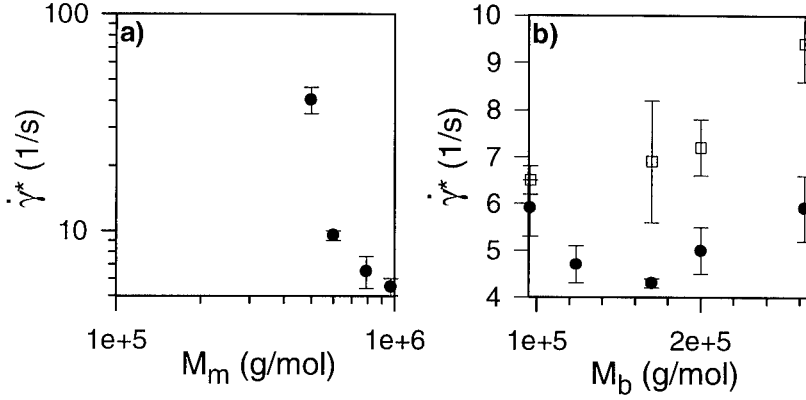 a)
100
10
γ̇* (1/s)
1e+5
1e+6
M_m (g/mol)
b)
10
9
8
7
6
5
4
γ̇* (1/s)
1e+5
2e+5
M_b (g/mol)